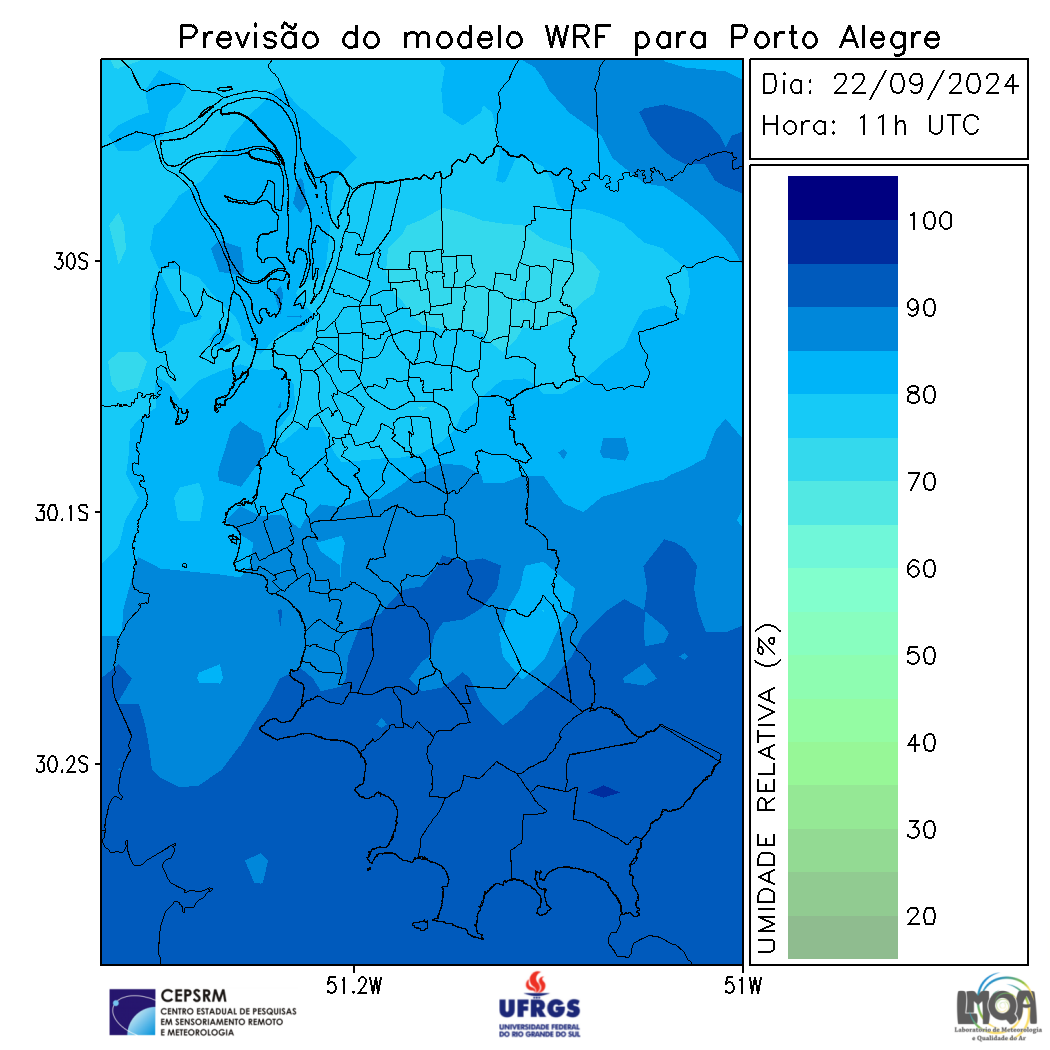 Previsão do modelo WRF para Porto Alegre
Dia: 22/09/2024
Hora: 11h UTC
100
90
80
70
60
50
40
30
20
UMIDADE RELATIVA (%)
30S
30.1S
30.2S
51.2W
51W
CEPSRM
CENTRO ESTADUAL DE PESQUISAS
EM SENSORIAMENTO REMOTO
E METEOROLOGIA
UFRGS
UNIVERSIDADE FEDERAL
DO RIO GRANDE DO SUL
LMQA
Laboratório de Meteorologia
e Qualidade do Ar